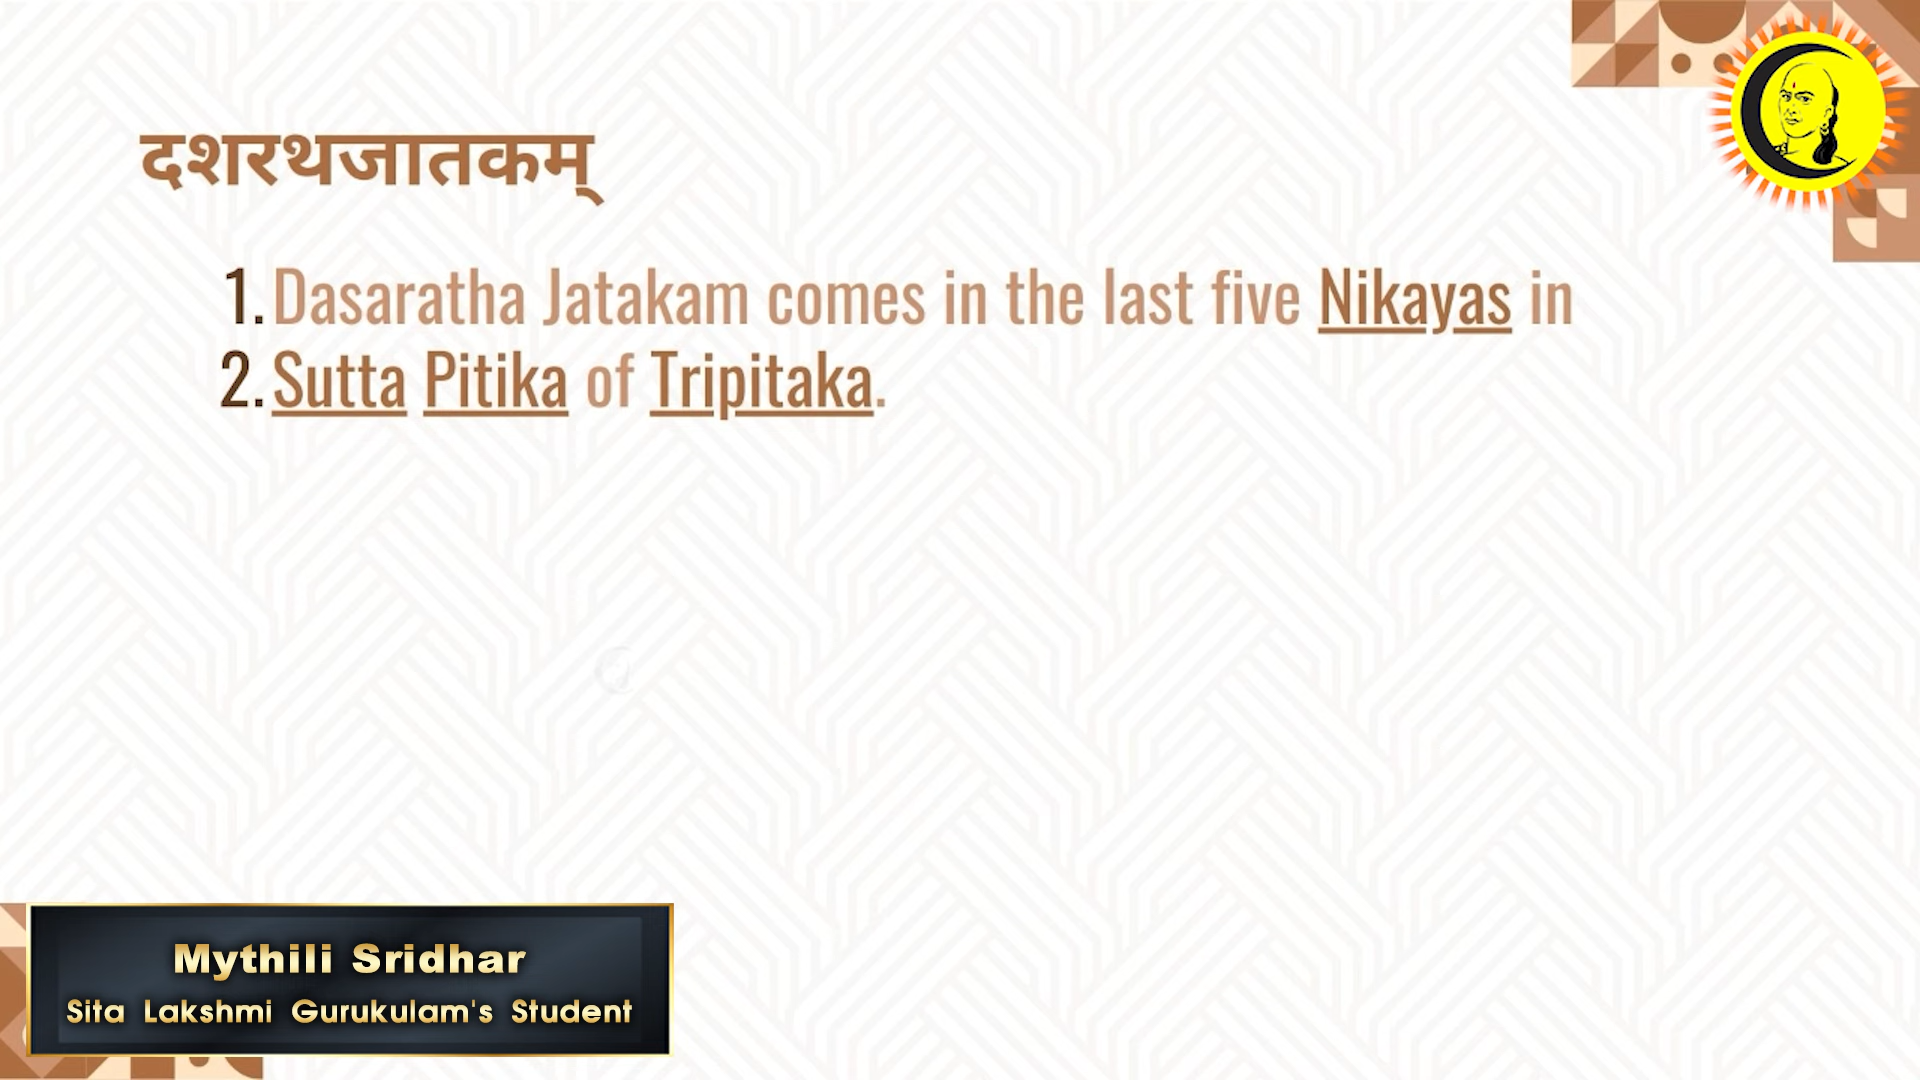 दशरथजातकम्
1. Dasaratha Jatakam comes in the last five Nikayas in
2. Sutta Pitika of Tripitaka.
Mythili Sridhar
Sita Lakshmi Gurukulam's Student